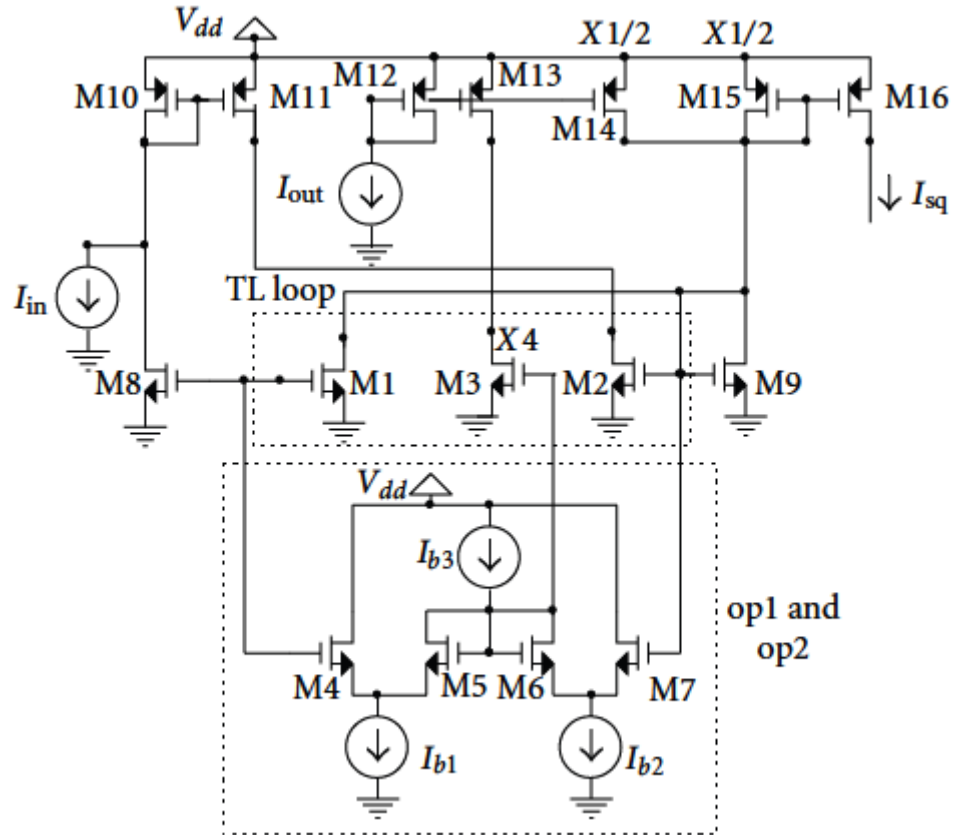 Vdd X1/2 X1/2
M10 M11 M12 M13 M14 M15 M16
Iout Isq
Iin TL loop
X4
M8 M1 M3 M2 M9
Vdd
Ib3
op1 and
op2
M4 M5 M6 M7
Ib1 Ib2